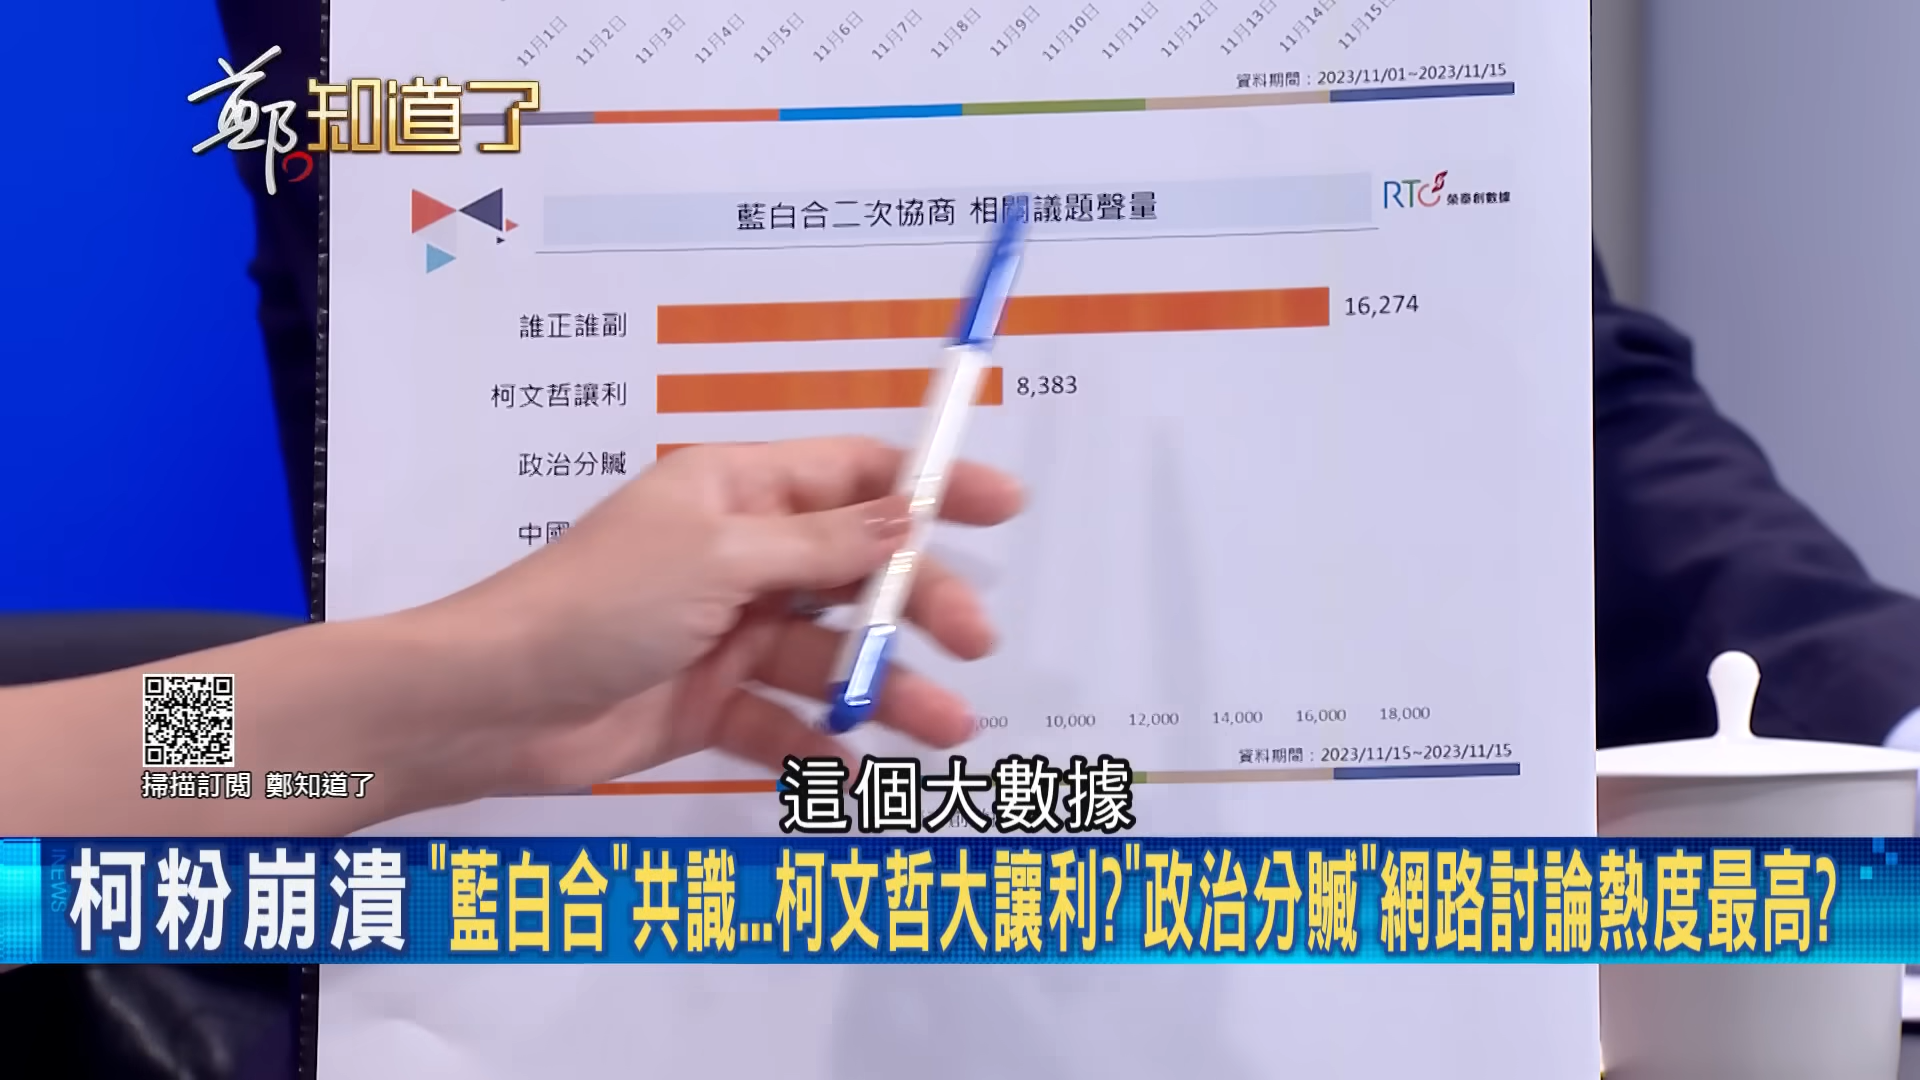 11月1日 11月2日 11月3日 11月4日 11月5日 11月6日 11月7日 11月8日 11月9日 11月10日 11月11日 11月12日 11月13日 11月14日 11月15日
資料期間：2023/11/01~2023/11/15
鄭知道了
藍白合二次協商 相關議題聲量
RTC 榮泰創數據
誰正誰副 16,274
柯文哲讓利 8,383
政治分贓
中國
10,000 12,000 14,000 16,000 18,000
資料期間：2023/11/15~2023/11/15
掃描訂閱 鄭知道了
這個大數據
INEWS
柯粉崩潰 "藍白合"共識...柯文哲大讓利?"政治分贓"網路討論熱度最高?